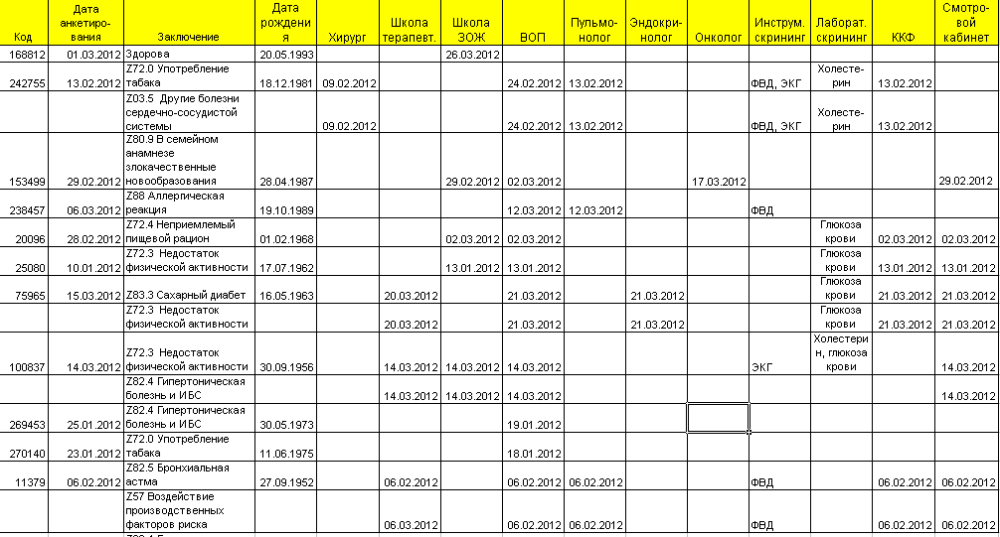 Код Дата анкетиро-вания Заключение Дата рождения Хирург Школа терапевт. Школа ЗОЖ ВОП Пульмо-нолог Эндокри-нолог Онколог Инструм. скрининг Лаборат. скрининг ККФ Смотро-вой кабинет
168812 01.03.2012 Здорова 20.05.1993 26.03.2012
Z72.0 Употребление Холесте-
242755 13.02.2012 табака 18.12.1981 09.02.2012 24.02.2012 13.02.2012 ФВД, ЭКГ рин 13.02.2012
Z03.5 Другие болезни
сердечно-сосудистой Холесте-
системы 09.02.2012 24.02.2012 13.02.2012 ФВД, ЭКГ рин 13.02.2012
Z80.9 В семейном
анамнезе
злокачественные
153499 29.02.2012 новообразования 28.04.1987 29.02.2012 02.03.2012 17.03.2012 29.02.2012
Z88 Аллергическая
238457 06.03.2012 реакция 19.10.1989 12.03.2012 12.03.2012 ФВД
Z72.4 Неприемлемый Глюкоза
20096 28.02.2012 пищевой рацион 01.02.1968 02.03.2012 02.03.2012 крови 02.03.2012 02.03.2012
Z72.3 Недостаток Глюкоза
25080 10.01.2012 физической активности 17.07.1962 13.01.2012 13.01.2012 крови 13.01.2012 13.01.2012
Глюкоза
75965 15.03.2012 Z83.3 Сахарный диабет 16.05.1963 20.03.2012 21.03.2012 21.03.2012 крови 21.03.2012 21.03.2012
Z72.3 Недостаток Глюкоза
физической активности 20.03.2012 21.03.2012 21.03.2012 крови 21.03.2012 21.03.2012
Холестери
Z72.3 Недостаток н, глюкоза
100837 14.03.2012 физической активности 30.09.1956 14.03.2012 14.03.2012 14.03.2012 ЭКГ крови 14.03.2012
Z82.4 Гипертоническая
болезнь и ИБС 14.03.2012 14.03.2012 14.03.2012 14.03.2012
Z82.4 Гипертоническая
269453 25.01.2012 болезнь и ИБС 30.05.1973 19.01.2012
Z72.0 Употребление
270140 23.01.2012 табака 11.06.1975 18.01.2012
Z82.5 Бронхиальная
11379 06.02.2012 астма 27.09.1952 06.02.2012 06.02.2012 06.02.2012 ФВД 06.02.2012 06.02.2012
Z57 Воздействие
производственных
факторов риска 06.03.2012 06.02.2012 06.02.2012 ФВД 06.02.2012 06.02.2012